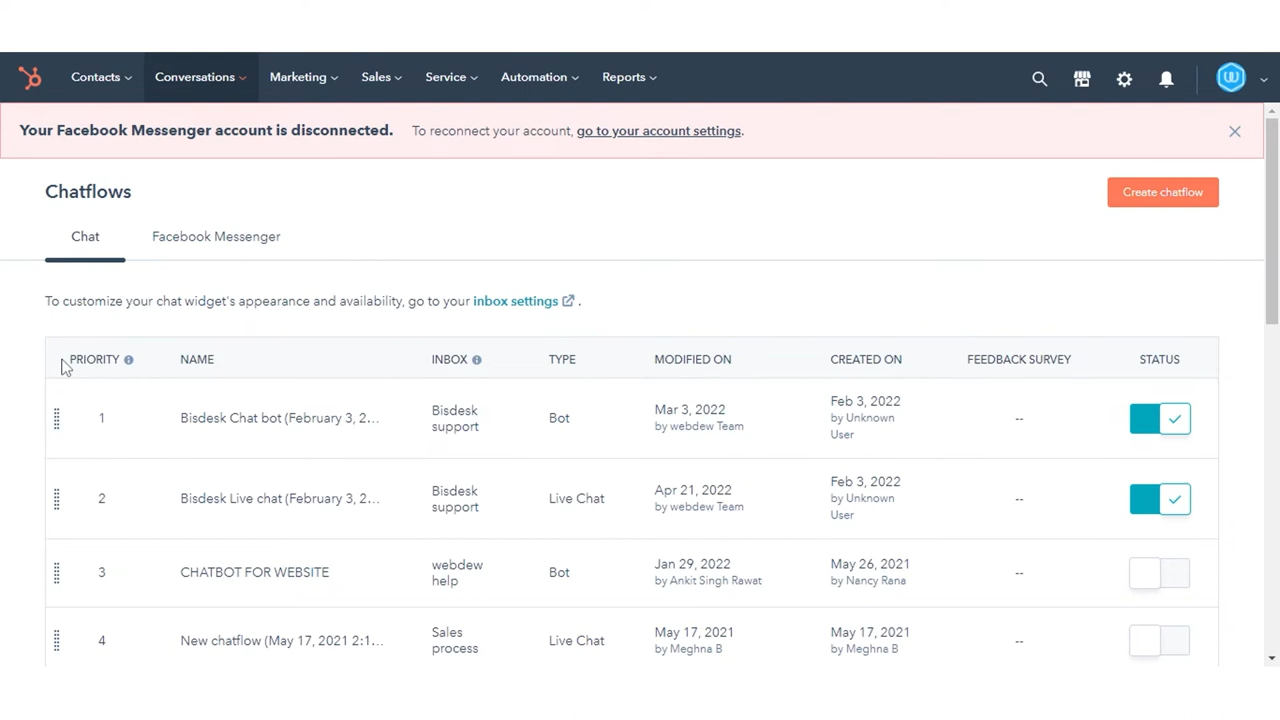 Contacts Conversations Marketing Sales Service Automation Reports
Your Facebook Messenger account is disconnected. To reconnect your account, go to your account settings.
Chatflows
Create chatflow
Chat Facebook Messenger
To customize your chat widget's appearance and availability, go to your inbox settings .
PRIORITY NAME INBOX TYPE MODIFIED ON CREATED ON FEEDBACK SURVEY STATUS
1 Bisdesk Chat bot (February 3, 2... Bisdesk support Bot Mar 3, 2022 by webdew Team Feb 3, 2022 by Unknown User --
2 Bisdesk Live chat (February 3, 2... Bisdesk support Live Chat Apr 21, 2022 by webdew Team Feb 3, 2022 by Unknown User --
3 CHATBOT FOR WEBSITE webdew help Bot Jan 29, 2022 by Ankit Singh Rawat May 26, 2021 by Nancy Rana --
4 New chatflow (May 17, 2021 2:1... Sales process Live Chat May 17, 2021 by Meghna B May 17, 2021 by Meghna B --